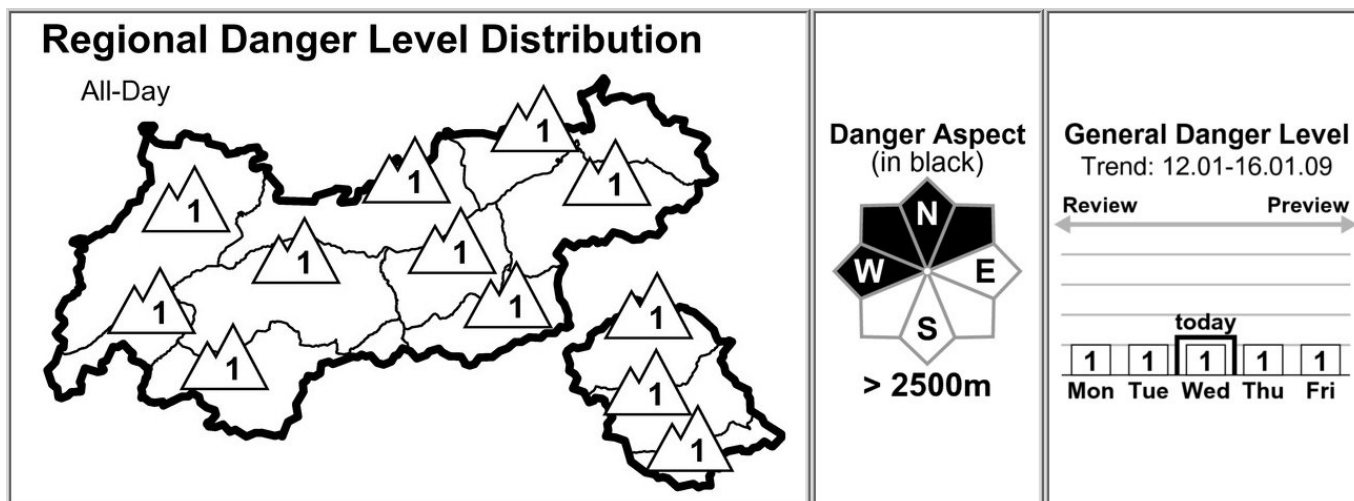 Regional Danger Level Distribution
All-Day
1
1
1
1
1
1
1
1
1
1
1
1
Danger Aspect
(in black)
N
W E
S
> 2500m
General Danger Level
Trend: 12.01-16.01.09
Review Preview
today
1 1 1 1 1
Mon Tue Wed Thu Fri